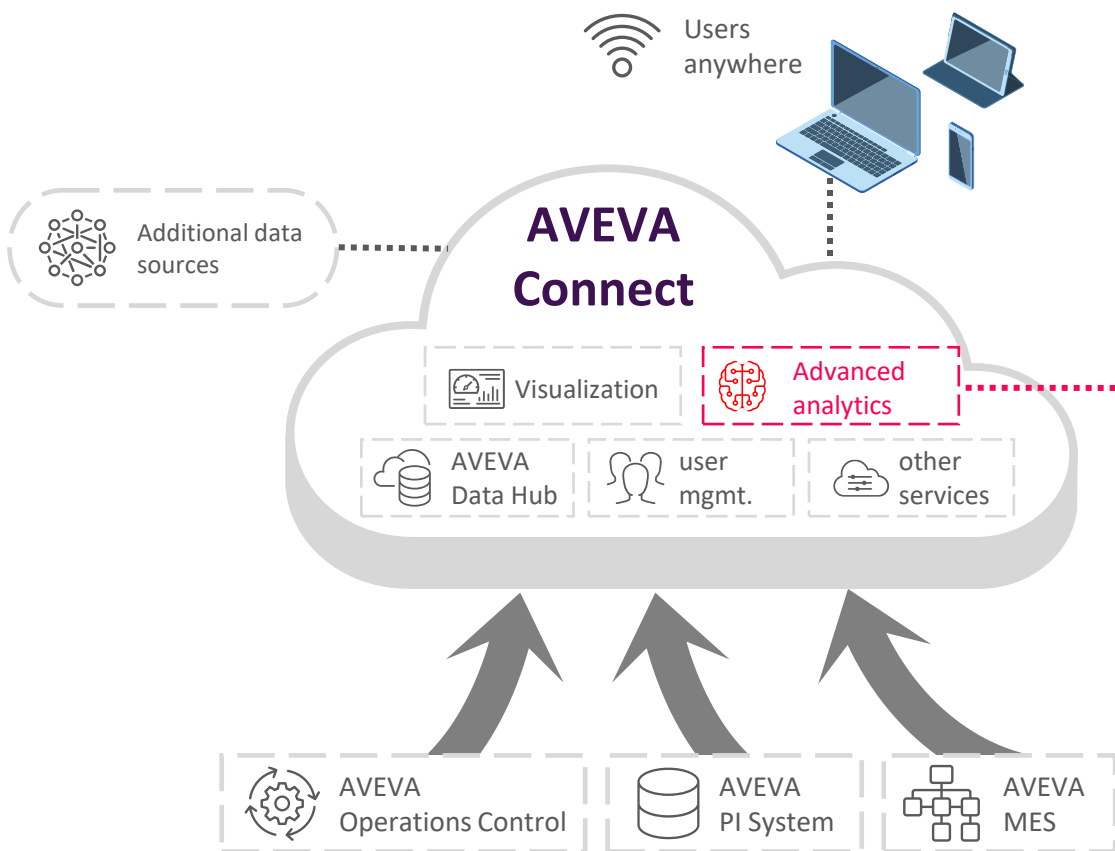 Users
anywhere
Additional data
sources
AVEVA
Connect
Visualization
Advanced
analytics
AVEVA
Data Hub
user
mgmt.
other
services
AVEVA
Operations Control
AVEVA
PI System
AVEVA
MES